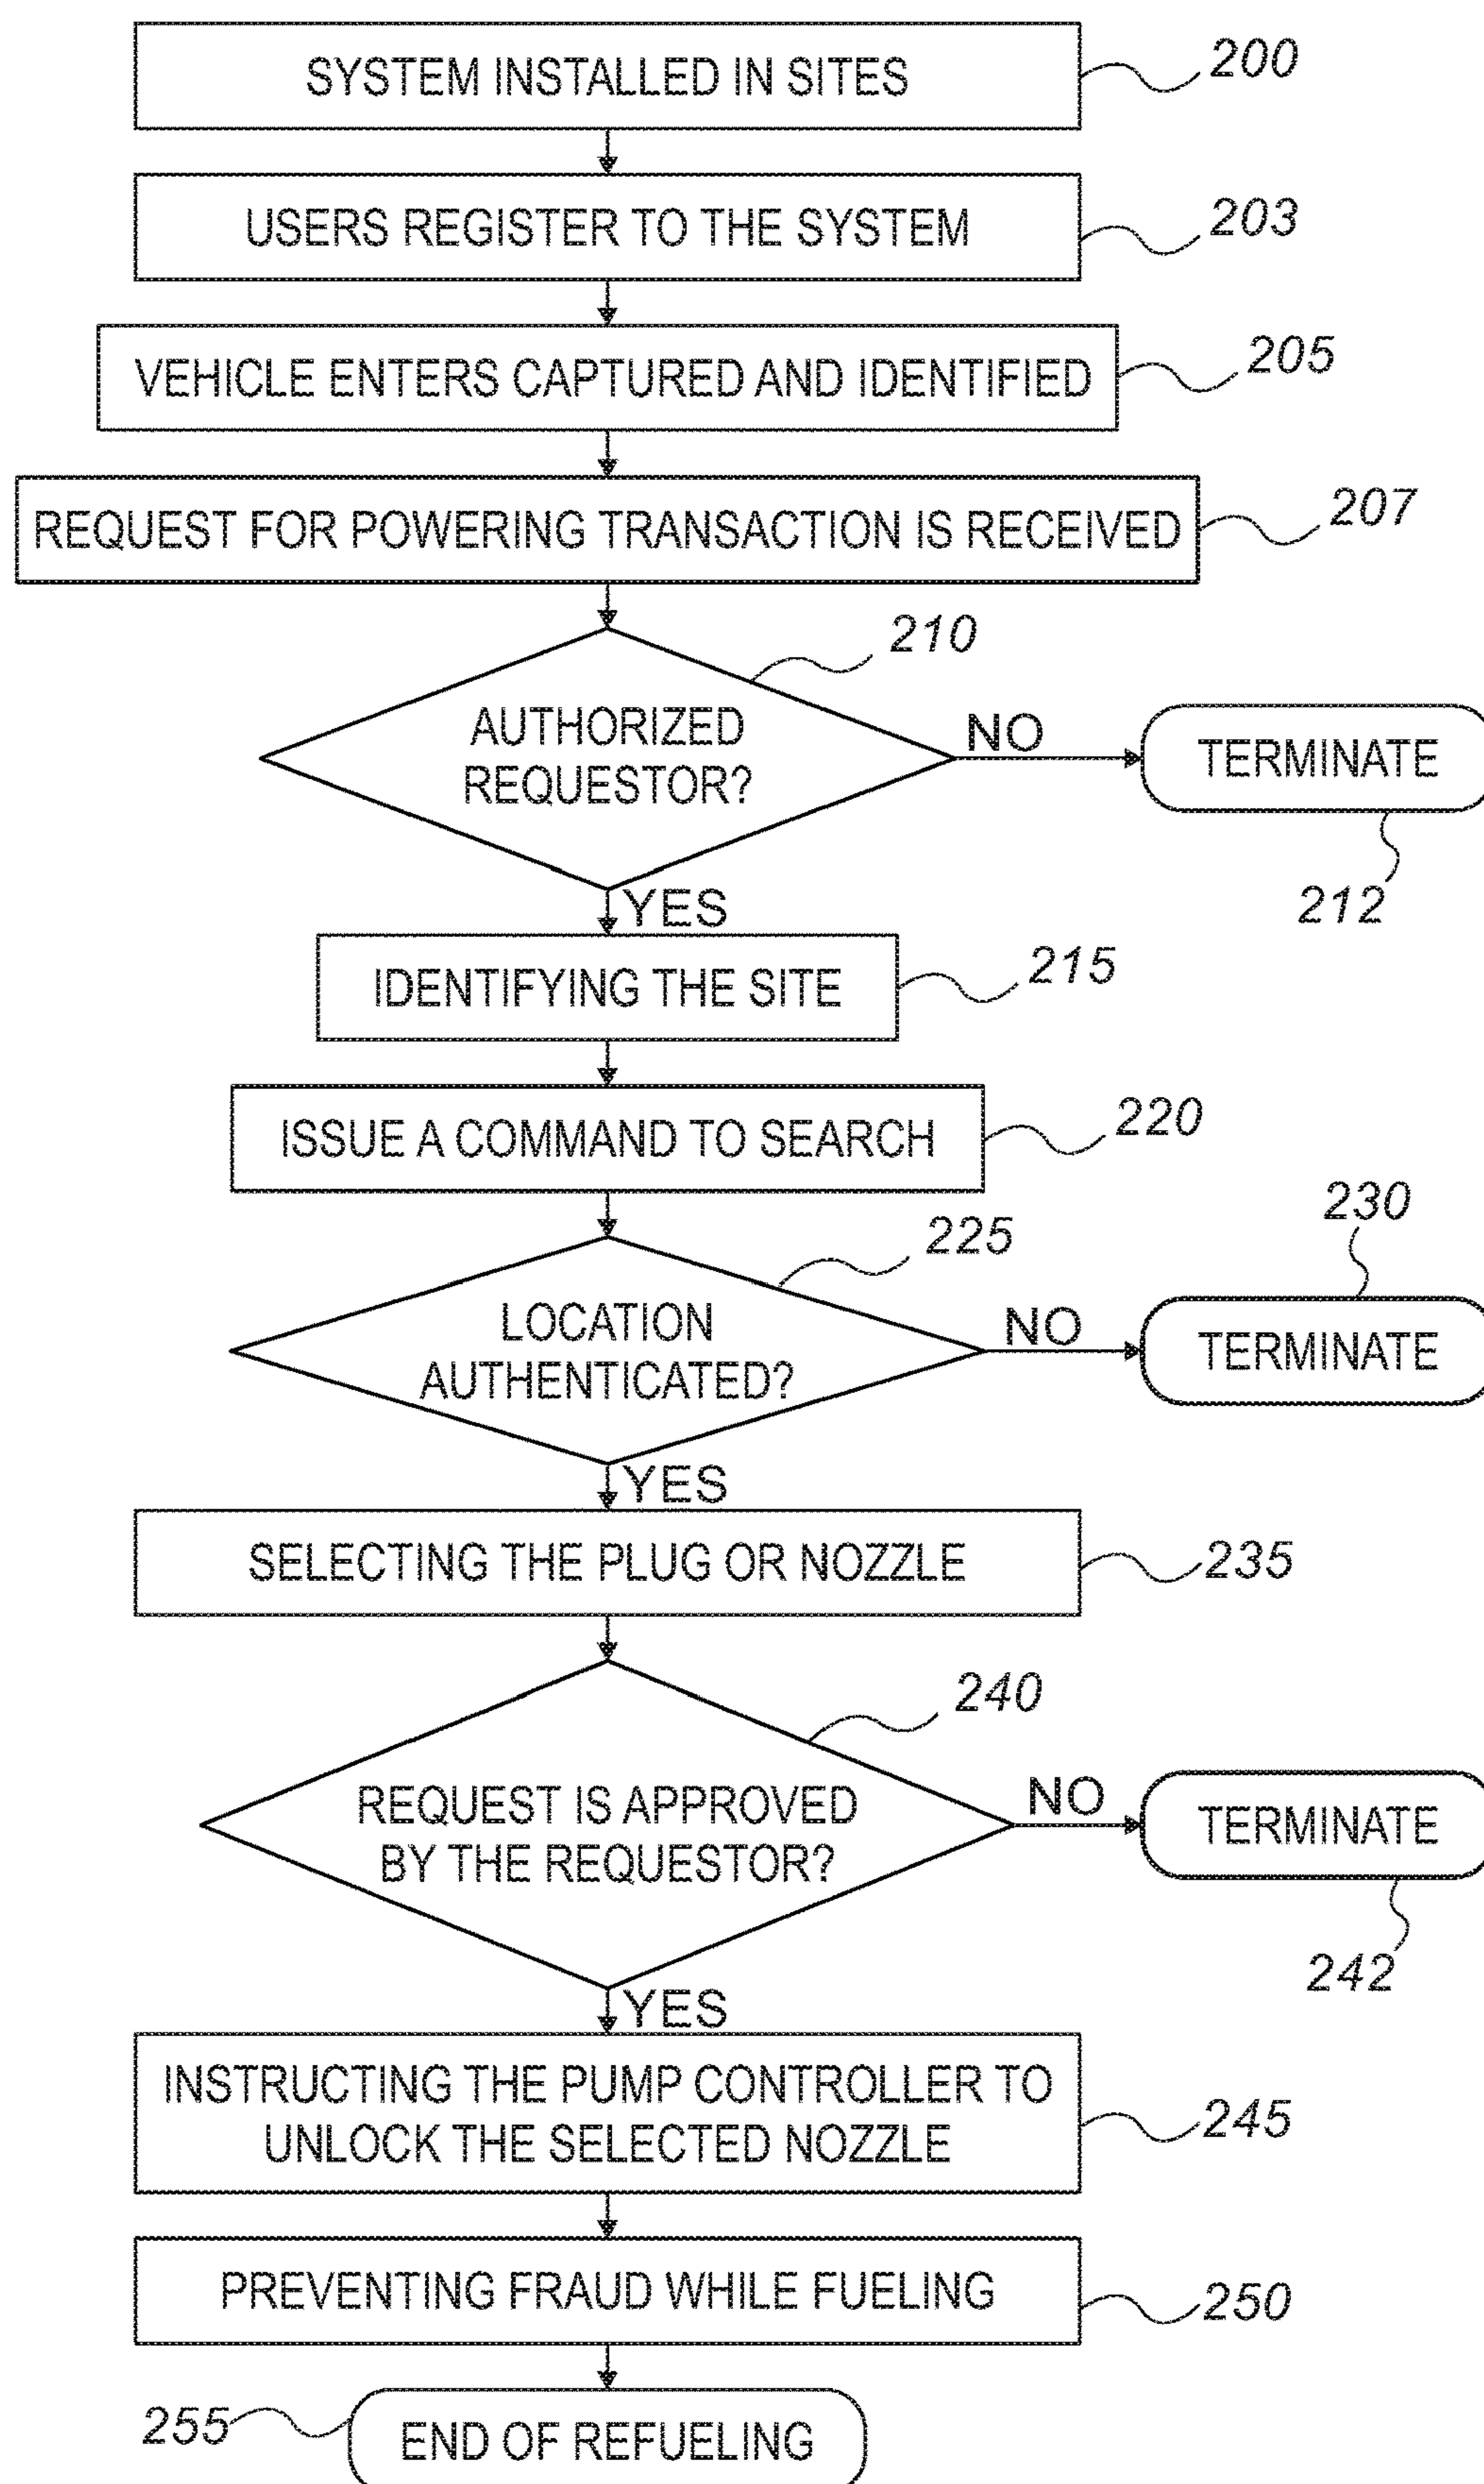 SYSTEM INSTALLED IN SITES
200
USERS REGISTER TO THE SYSTEM
203
VEHICLE ENTERS CAPTURED AND IDENTIFIED
205
REQUEST FOR POWERING TRANSACTION IS RECEIVED
207
210
AUTHORIZED
REQUESTOR?
NO
TERMINATE
212
YES
IDENTIFYING THE SITE
215
ISSUE A COMMAND TO SEARCH
220
225
230
LOCATION
AUTHENTICATED?
NO
TERMINATE
YES
SELECTING THE PLUG OR NOZZLE
235
240
REQUEST IS APPROVED
BY THE REQUESTOR?
NO
TERMINATE
242
YES
INSTRUCTING THE PUMP CONTROLLER TO
UNLOCK THE SELECTED NOZZLE
245
PREVENTING FRAUD WHILE FUELING
250
255
END OF REFUELING